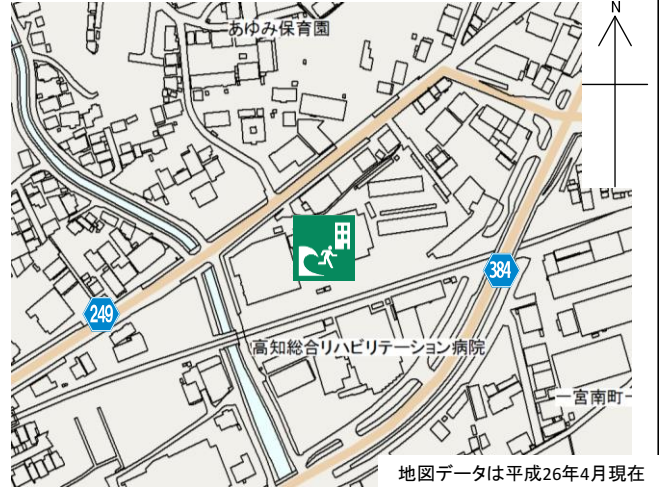 N
あゆみ保育園
384
249
高知総合リハビリテーション病院
一宮南町一
地図データは平成26年4月現在